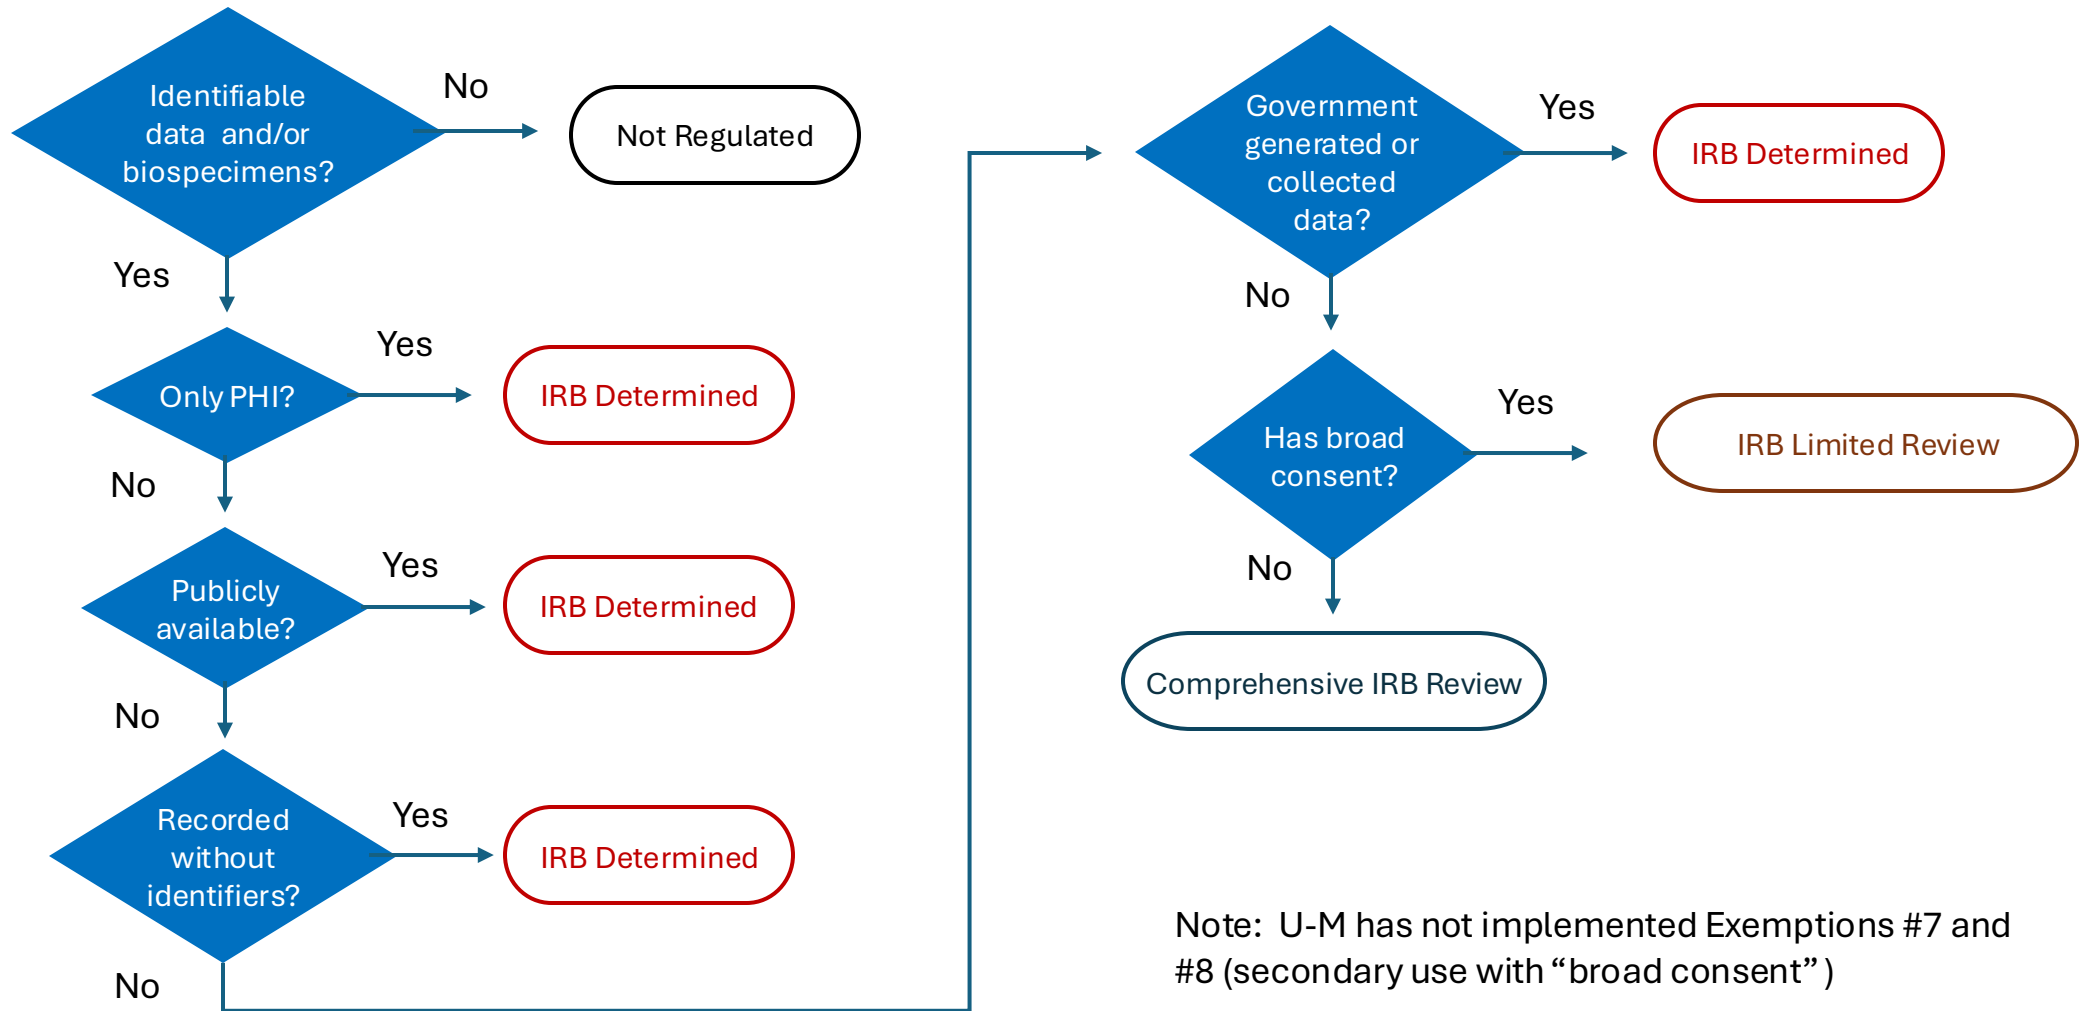 Identifiable
data and/or
biospecimens?
No
Not Regulated
Yes
Only PHI?
Yes
IRB Determined
No
Publicly
available?
Yes
IRB Determined
No
Recorded
without
identifiers?
Yes
IRB Determined
No
Government
generated or
collected
data?
Yes
IRB Determined
No
Has broad
consent?
Yes
IRB Limited Review
No
Comprehensive IRB Review
Note: U-M has not implemented Exemptions #7 and
#8 (secondary use with “broad consent” )